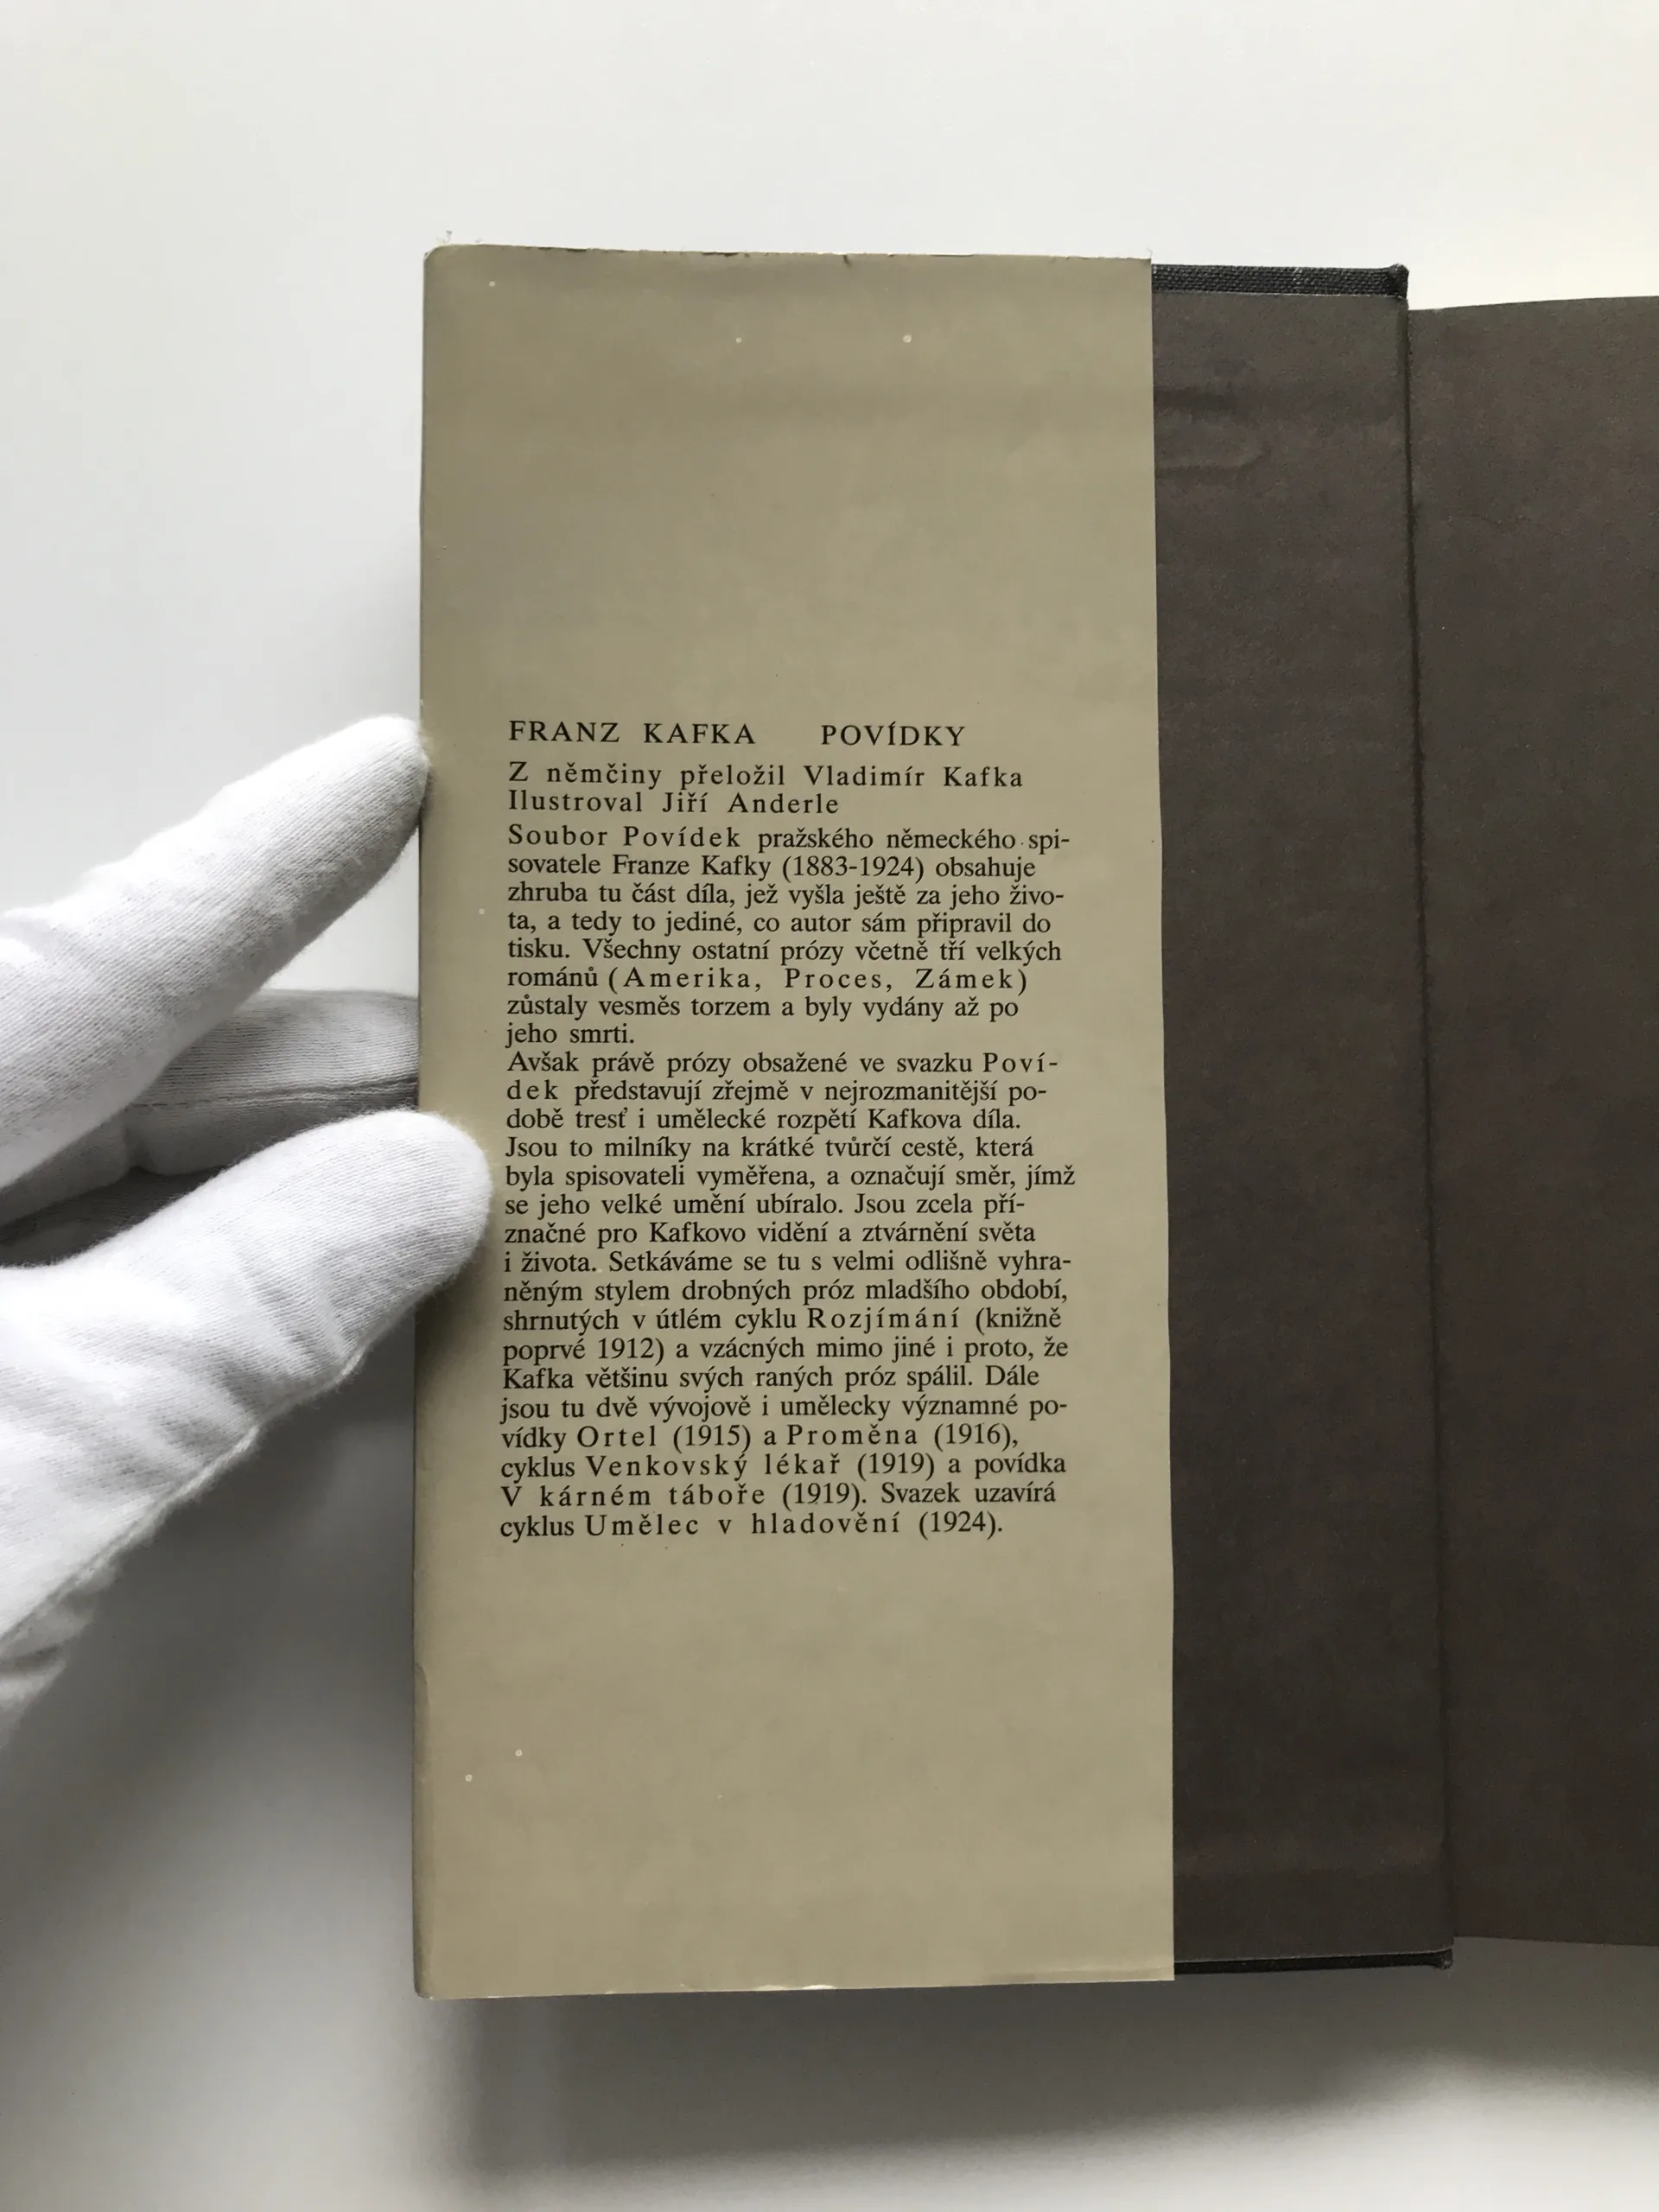 FRANZ KAFKA POVÍDKY
Z němčiny přeložil Vladimír Kafka
Ilustroval Jiří Anderle
Soubor Povídek pražského německého spi-
sovatele Franze Kafky (1883-1924) obsahuje
zhruba tu část díla, jež vyšla ještě za jeho živo-
ta, a tedy to jediné, co autor sám připravil do
tisku. Všechny ostatní prózy včetně tří velkých
románů (Amerika, Proces, Zámek)
zůstaly vesměs torzem a byly vydány až po
jeho smrti.
Avšak právě prózy obsažené ve svazku Poví-
dek představují zřejmě v nejrozmanitější po-
době tresť i umělecké rozpětí Kafkova díla.
Jsou to milníky na krátké tvůrčí cestě, která
byla spisovateli vyměřena, a označují směr, jímž
se jeho velké umění ubíralo. Jsou zcela pří-
značné pro Kafkovo vidění a ztvárnění světa
i života. Setkáváme se tu s velmi odlišně vyhra-
něným stylem drobných próz mladšího období,
shrnutých v útlém cyklu Rozjímání (knižně
poprvé 1912) a vzácných mimo jiné i proto, že
Kafka většinu svých raných próz spálil. Dále
jsou tu dvě vývojově i umělecky významné po-
vídky Ortel (1915) a Proměna (1916),
cyklus Venkovský lékař (1919) a povídka
V kárném táboře (1919). Svazek uzavírá
cyklus Umělec v hladovění (1924).